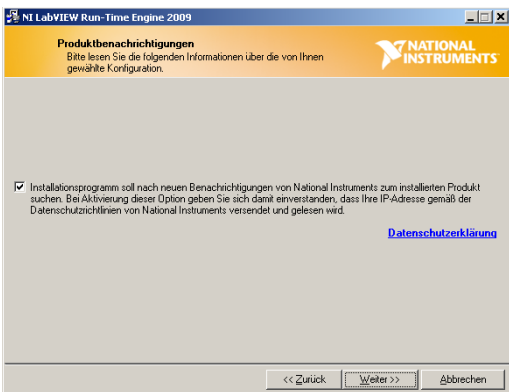 NI LabVIEW Run-Time Engine 2009
Produktbenachrichtigungen
Bitte lesen Sie die folgenden Informationen über die von Ihnen
gewählte Konfiguration.
NATIONAL
INSTRUMENTS
Installationsprogramm soll nach neuen Benachrichtigungen von National Instruments zum installierten Produkt
suchen. Bei Aktivierung dieser Option geben Sie sich damit einverstanden, dass Ihre IP-Adresse gemäß der
Datenschutzrichtlinien von National Instruments versendet und gelesen wird.
Datenschutzerklärung
<< Zurück
Weiter >>
Abbrechen